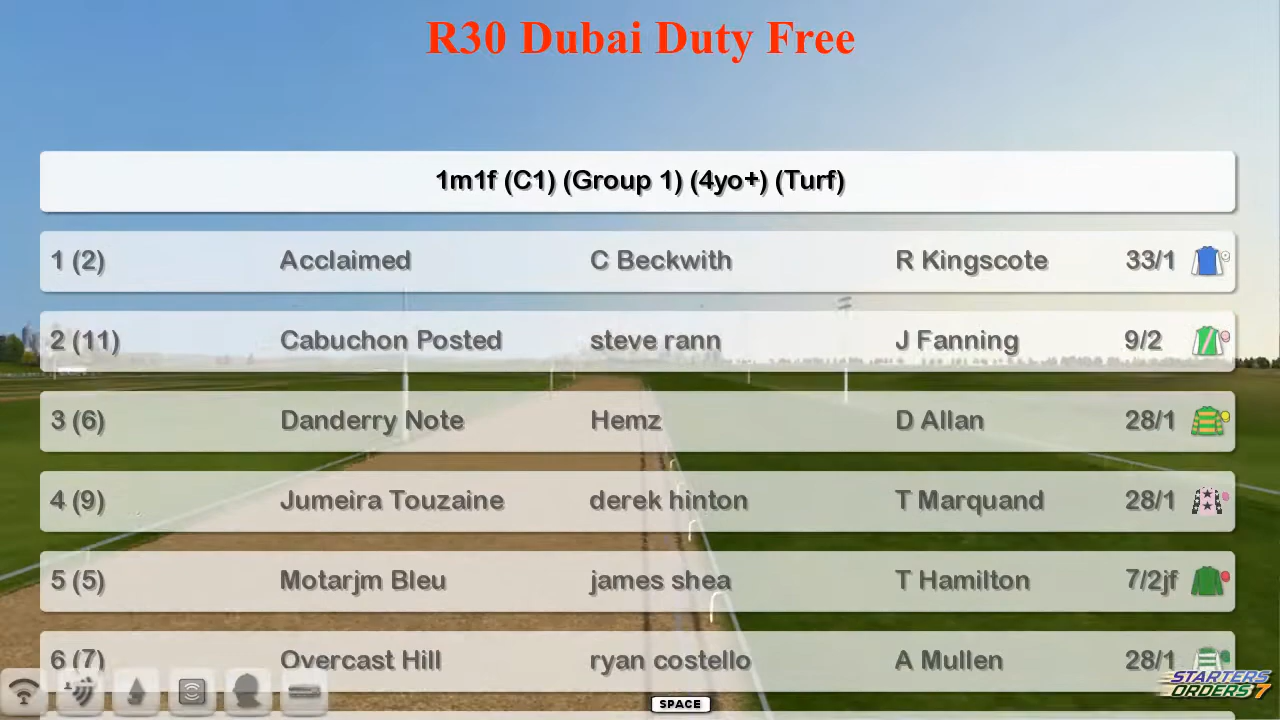 R30 Dubai Duty Free
1m1f (C1) (Group 1) (4yo+) (Turf)
1 (2) Acclaimed C Beckwith R Kingscote 33/1
2 (11) Cabuchon Posted steve rann J Fanning 9/2
3 (6) Danderry Note Hemz D Allan 28/1
4 (9) Jumeira Touzaine derek hinton T Marquand 28/1
5 (5) Motarjm Bleu james shea T Hamilton 7/2jf
6 (7) Overcast Hill ryan costello A Mullen 28/1
STARTERS
ORDERS 7
SPACE